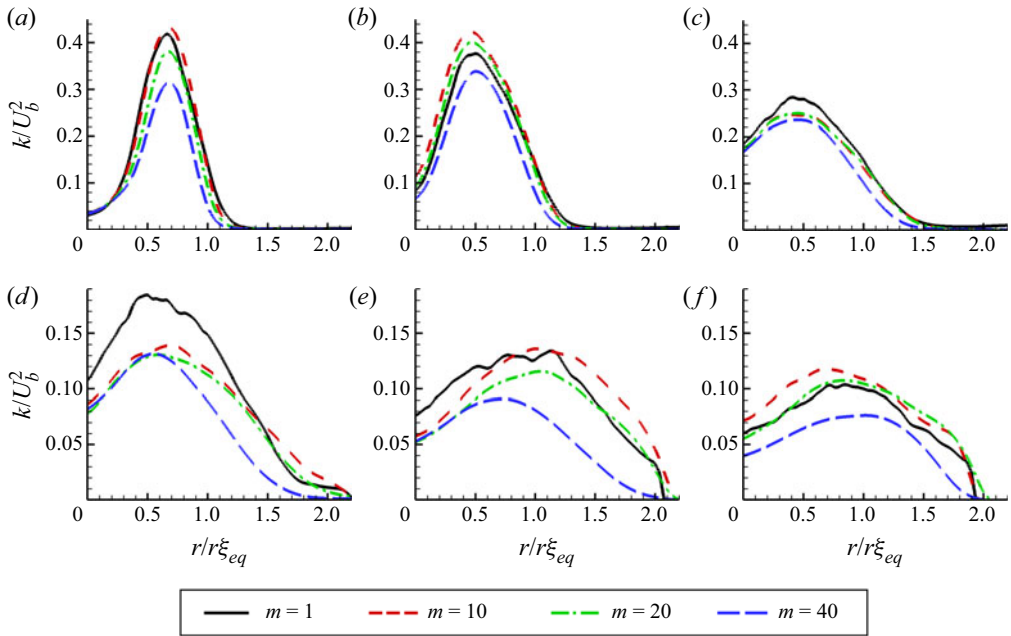 (a) (b) (c)
k/U_b^2
0.4 0.4 0.4
0.3 0.3 0.3
0.2 0.2 0.2
0.1 0.1 0.1
0 0.5 1.0 1.5 2.0 0 0.5 1.0 1.5 2.0 0 0.5 1.0 1.5 2.0
(d) (e) (f)
k/U_b^2
0.15 0.15 0.15
0.10 0.10 0.10
0.05 0.05 0.05
0 0.5 1.0 1.5 2.0 0 0.5 1.0 1.5 2.0 0 0.5 1.0 1.5 2.0
r/rξ_eq r/rξ_eq r/rξ_eq
m = 1 m = 10 m = 20 m = 40